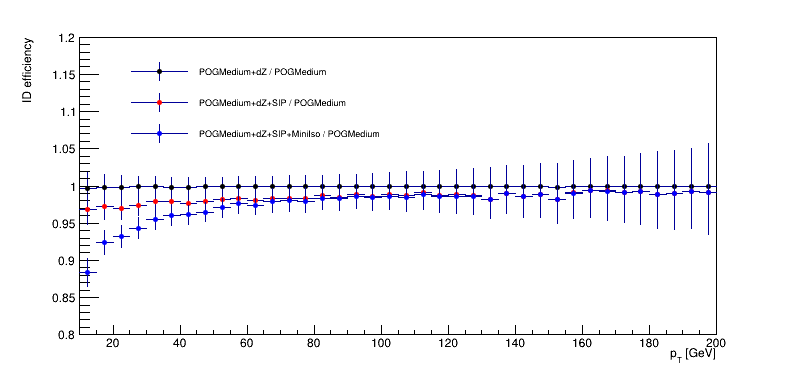 ID efficiency
1.2
1.15
1.1
1.05
1
0.95
0.9
0.85
0.8
POGMedium+dZ / POGMedium
POGMedium+dZ+SIP / POGMedium
POGMedium+dZ+SIP+MiniIso / POGMedium
20 40 60 80 100 120 140 160 180 200
p_T [GeV]